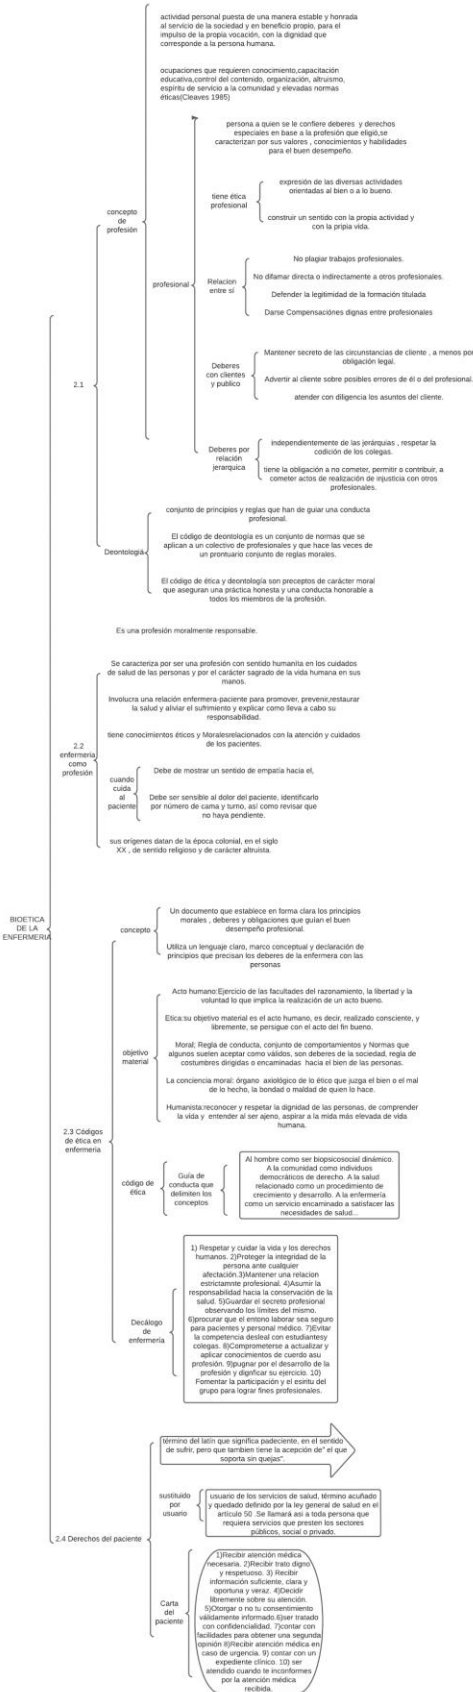 actividad personal puesta de una manera estable y honrada
al servicio de la sociedad y en beneficio propio, para el
impulso de la propia vocación, con la dignidad que
corresponde a la persona humana.
ocupaciones que requieren conocimiento,capacitación
educativa,control del contenido, organización, altruismo,
espíritu de servicio a la comunidad y elevadas normas
éticas(Cleaves 1985)
persona a quien se le confiere deberes y derechos
especiales en base a la profesión que eligió,se
caracterizan por sus valores , conocimientos y habilidades
para el buen desempeño.
tiene ética
profesional
expresión de las diversas actividades
orientadas al bien o a lo bueno.
construir un sentido con la propia actividad y
con la pripia vida.
concepto
de
profesión
profesional
Relacion
entre sí
No plagiar trabajos profesionales.
No difamar directa o indirectamente a otros profesionales.
Defender la legitimidad de la formación titulada
Darse Compensaciónes dignas entre profesionales
2.1
Deberes
con clientes
y publico
Mantener secreto de las circunstancias de cliente , a menos por
obligación legal.
Advertir al cliente sobre posibles errores de él o del profesional.
atender con diligencia los asuntos del cliente.
Deberes por
relación
jerarquica
independientemente de las jerárquias , respetar la
codición de los colegas.
tiene la obligación a no cometer, permitir o contribuir, a
cometer actos de realización de injusticia con otros
profesionales.
Deontologiá
conjunto de principios y reglas que han de guiar una conducta
profesional.
El código de deontología es un conjunto de normas que se
aplican a un colectivo de profesionales y que hace las veces de
un prontuario conjunto de reglas morales.
El código de ética y deontología son preceptos de carácter moral
que aseguran una práctica honesta y una conducta honorable a
todos los miembros de la profesión.
Es una profesión moralmente responsable.
Se caracteriza por ser una profesión con sentido humanita en los cuidados
de salud de las personas y por el carácter sagrado de la vida humana en sus
manos.
Involucra una relación enfermera-paciente para promover, prevenir,restaurar
la salud y aliviar el sufrimiento y explicar como lleva a cabo su
responsabilidad.
tiene conocimientos éticos y Moralesrelacionados con la atención y cuidados
de los pacientes.
2.2
enfermeria
como
profesión
cuando
cuida
al
paciente
Debe de mostrar un sentido de empatía hacia el,
Debe ser sensible al dolor del paciente, identificarlo
por número de cama y turno, así como revisar que
no haya pendiente.
sus orígenes datan de la época colonial, en el siglo
XX , de sentido religioso y de carácter altruista.
BIOETICA
DE LA
ENFERMERIA
concepto
Un documento que establece en forma clara los principios
morales , deberes y obligaciones que guían el buen
desempeño profesional.
Utiliza un lenguaje claro, marco conceptual y declaración de
principios que precisan los deberes de la enfermera con las
personas
objetivo
material
Acto humano:Ejercicio de las facultades del razonamiento, la libertad y la
voluntad lo que implica la realización de un acto bueno.
Etica:su objetivo material es el acto humano, es decir, realizado consciente, y
libremente, se persigue con el acto del fin bueno.
Moral; Regla de conducta, conjunto de comportamientos y Normas que
algunos suelen aceptar como válidos, son deberes de la sociedad, regla de
costumbres dirigidas o encaminadas hacia el bien de las personas.
La conciencia moral: órgano axiológico de lo ético que juzga el bien o el mal
de lo hecho, la bondad o maldad de quien lo hace.
Humanista:reconocer y respetar la dignidad de las personas, de comprender
la vida y entender al ser ajeno, aspirar a la mida más elevada de vida
humana.
2.3 Códigos
de ética en
enfermeria
código de
ética
Guía de
conducta que
delimiten los
conceptos
Al hombre como ser biopsicosocial dinámico.
A la comunidad como individuos
democráticos de derecho. A la salud
relacionado como un procedimiento de
crecimiento y desarrollo. A la enfermería
como un servicio encaminado a satisfacer las
necesidades de salud...
Decálogo
de
enfermería
1) Respetar y cuidar la vida y los derechos
humanos. 2)Proteger la integridad de la
persona ante cualquier
afectación.3)Mantener una relacion
estrictamnte profesional. 4)Asumir la
responsabilidad hacia la conservación de la
salud. 5)Guardar el secreto profesional
observando los límites del mismo.
6)procurar que el entono laborar sea seguro
para pacientes y personal médico. 7)Evitar
la competencia desleal con estudiantesy
colegas. 8)Comprometerse a actualizar y
aplicar conocimientos de cuerdo asu
profesión. 9)pugnar por el desarrollo de la
profesión y dignificar su ejercicio. 10)
Fomentar la participación y el esiritu del
grupo para lograr fines profesionales.
término del latín que significa padeciente, en el sentido
de sufrir, pero que tambien tiene la acepción de" el que
soporta sin quejas".
2.4 Derechos del paciente
sustituido
por
usuario
usuario de los servicios de salud, término acuñado
y quedado definido por la ley general de salud en el
artículo 50 .Se llamará asi a toda persona que
requiera servicios que presten los sectores
públicos, social o privado.
Carta
del
paciente
1)Recibir atención médica
necesaria. 2)Recibir trato digno
y respetuoso. 3) Recibir
información suficiente, clara y
oportuna y veraz. 4)Decidir
libremente sobre su atención.
5)Otorgar o no tu consentimiento
válidamente informado.6)ser tratado
con confidencialidad. 7)contar con
facilidades para obtener una segunda
opinión 8)Recibir atención médica en
caso de urgencia. 9) contar con un
expediente clínico. 10) ser
atendido cuando te inconformes
por la atención médica
recibida.